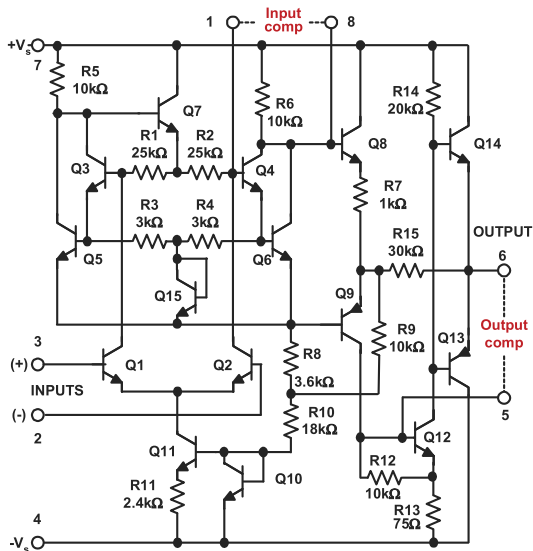 1
Input
comp
8
+Vs
7
R5
10kΩ
Q7
R6
10kΩ
R14
20kΩ
Q3
R1
25kΩ
R2
25kΩ
Q4
Q8
Q14
R7
1kΩ
R3
3kΩ
R4
3kΩ
Q5
Q6
R15
30kΩ
OUTPUT
6
Q15
Q9
R9
10kΩ
Output
comp
5
3
(+)
Q1
Q2
Q13
INPUTS
R8
3.6kΩ
(-)
2
R10
18kΩ
Q11
Q10
Q12
R11
2.4kΩ
R12
10kΩ
R13
75Ω
4
-Vs